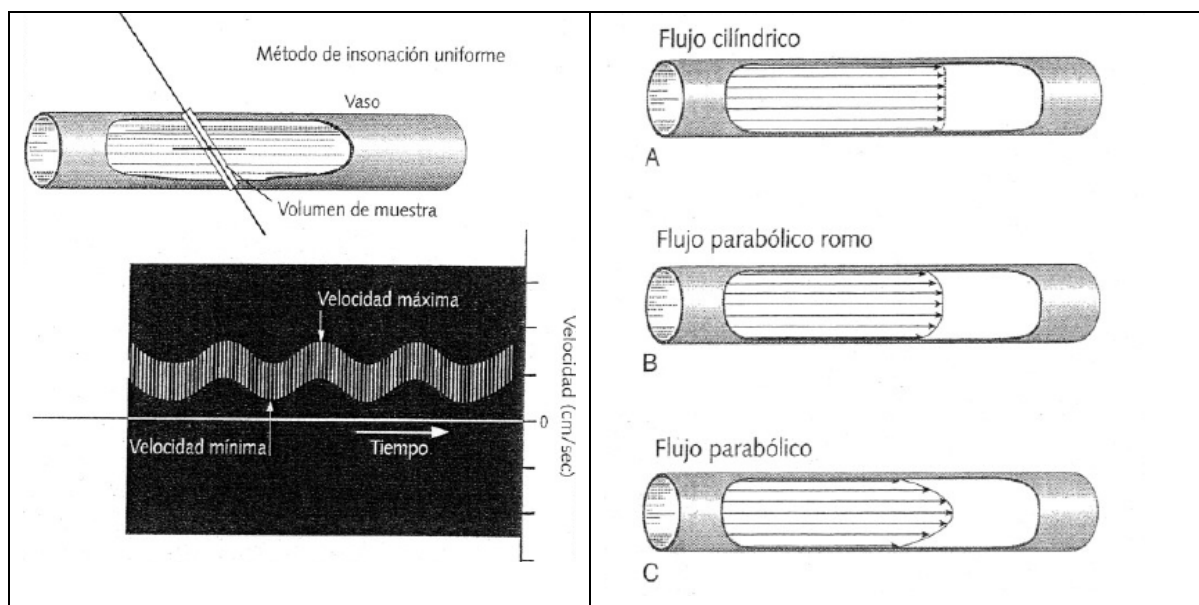 Método de insonación uniforme
Vaso
Volumen de muestra
Velocidad máxima
Velocidad (cm/sec)
0
Velocidad mínima
Tiempo
Flujo cilíndrico
A
Flujo parabólico romo
B
Flujo parabólico
C